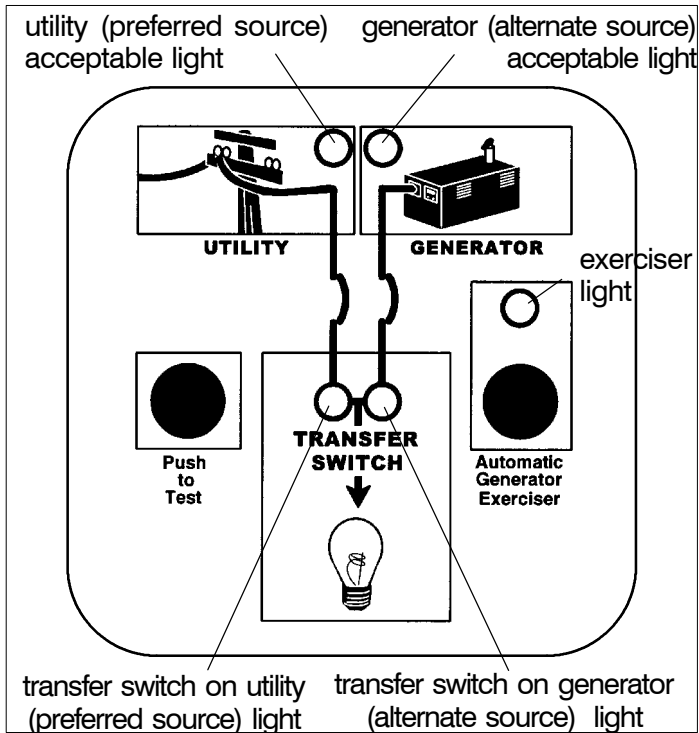 utility (preferred source)
acceptable light
generator (alternate source)
acceptable light
UTILITY
GENERATOR
exerciser
light
TRANSFER
SWITCH
Push
to
Test
Automatic
Generator
Exerciser
transfer switch on utility
(preferred source) light
transfer switch on generator
(alternate source) light